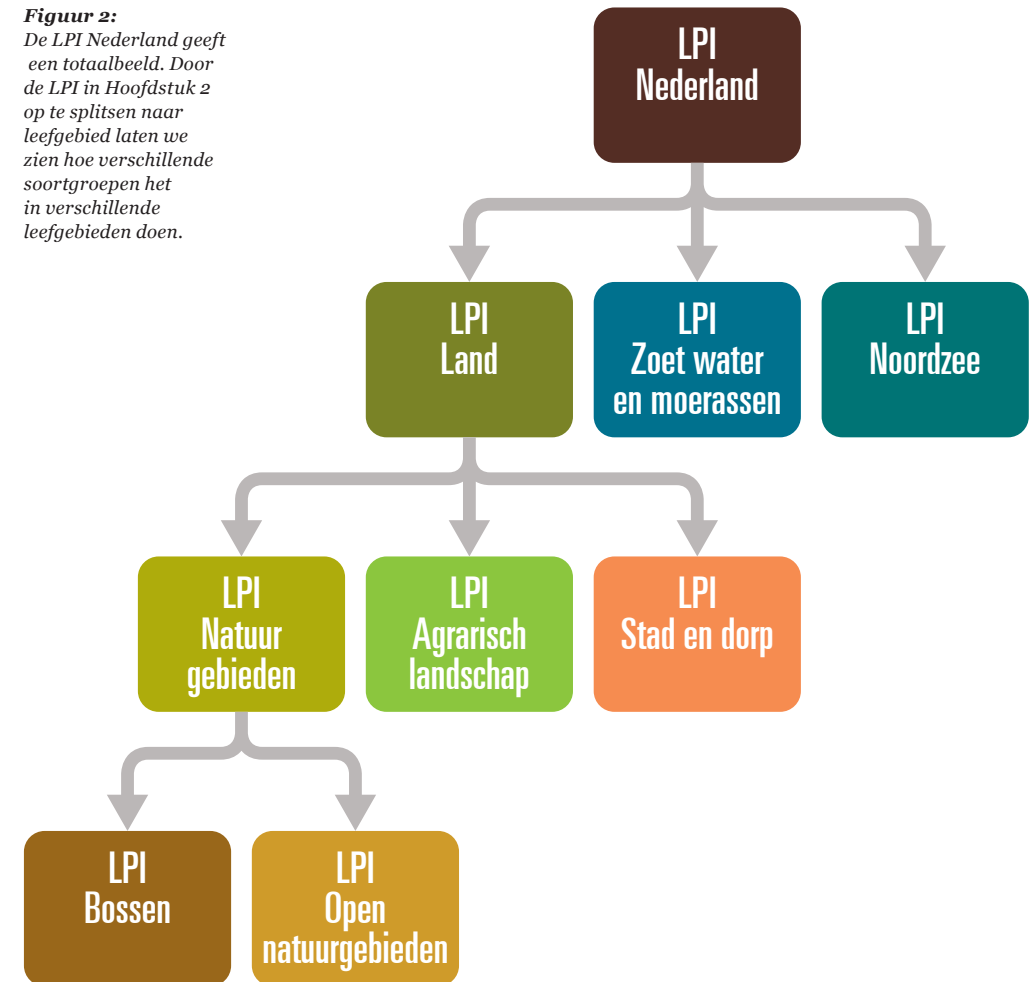 Figuur 2:
De LPI Nederland geeft
een totaalbeeld. Door
de LPI in Hoofdstuk 2
op te splitsen naar
leefgebied laten we
zien hoe verschillende
soortgroepen het
in verschillende
leefgebieden doen.
LPI
Nederland
LPI
Land
LPI
Zoet water
en moerassen
LPI
Noordzee
LPI
Natuur
gebieden
LPI
Agrarisch
landschap
LPI
Stad en dorp
LPI
Bossen
LPI
Open
natuurgebieden